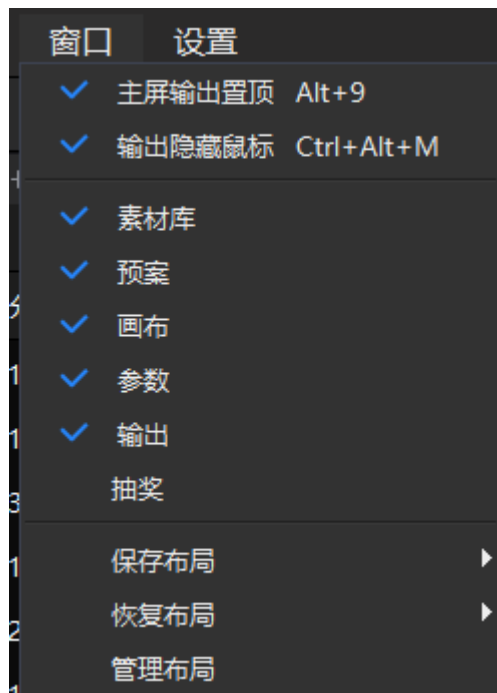 窗口 设置
主屏输出置顶 Alt+9
输出隐藏鼠标 Ctrl+Alt+M
素材库
预案
画布
参数
输出
抽奖
保存布局
恢复布局
管理布局